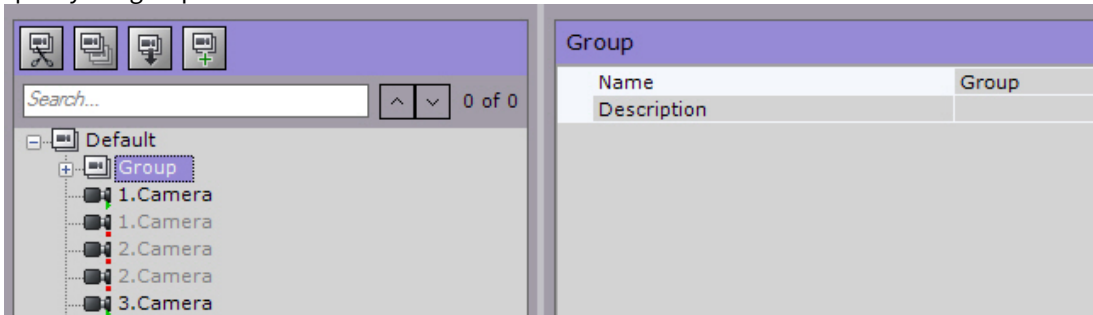 Search...
0 of 0
Default
Group
1.Camera
1.Camera
2.Camera
2.Camera
3.Camera
Group
Name Group
Description